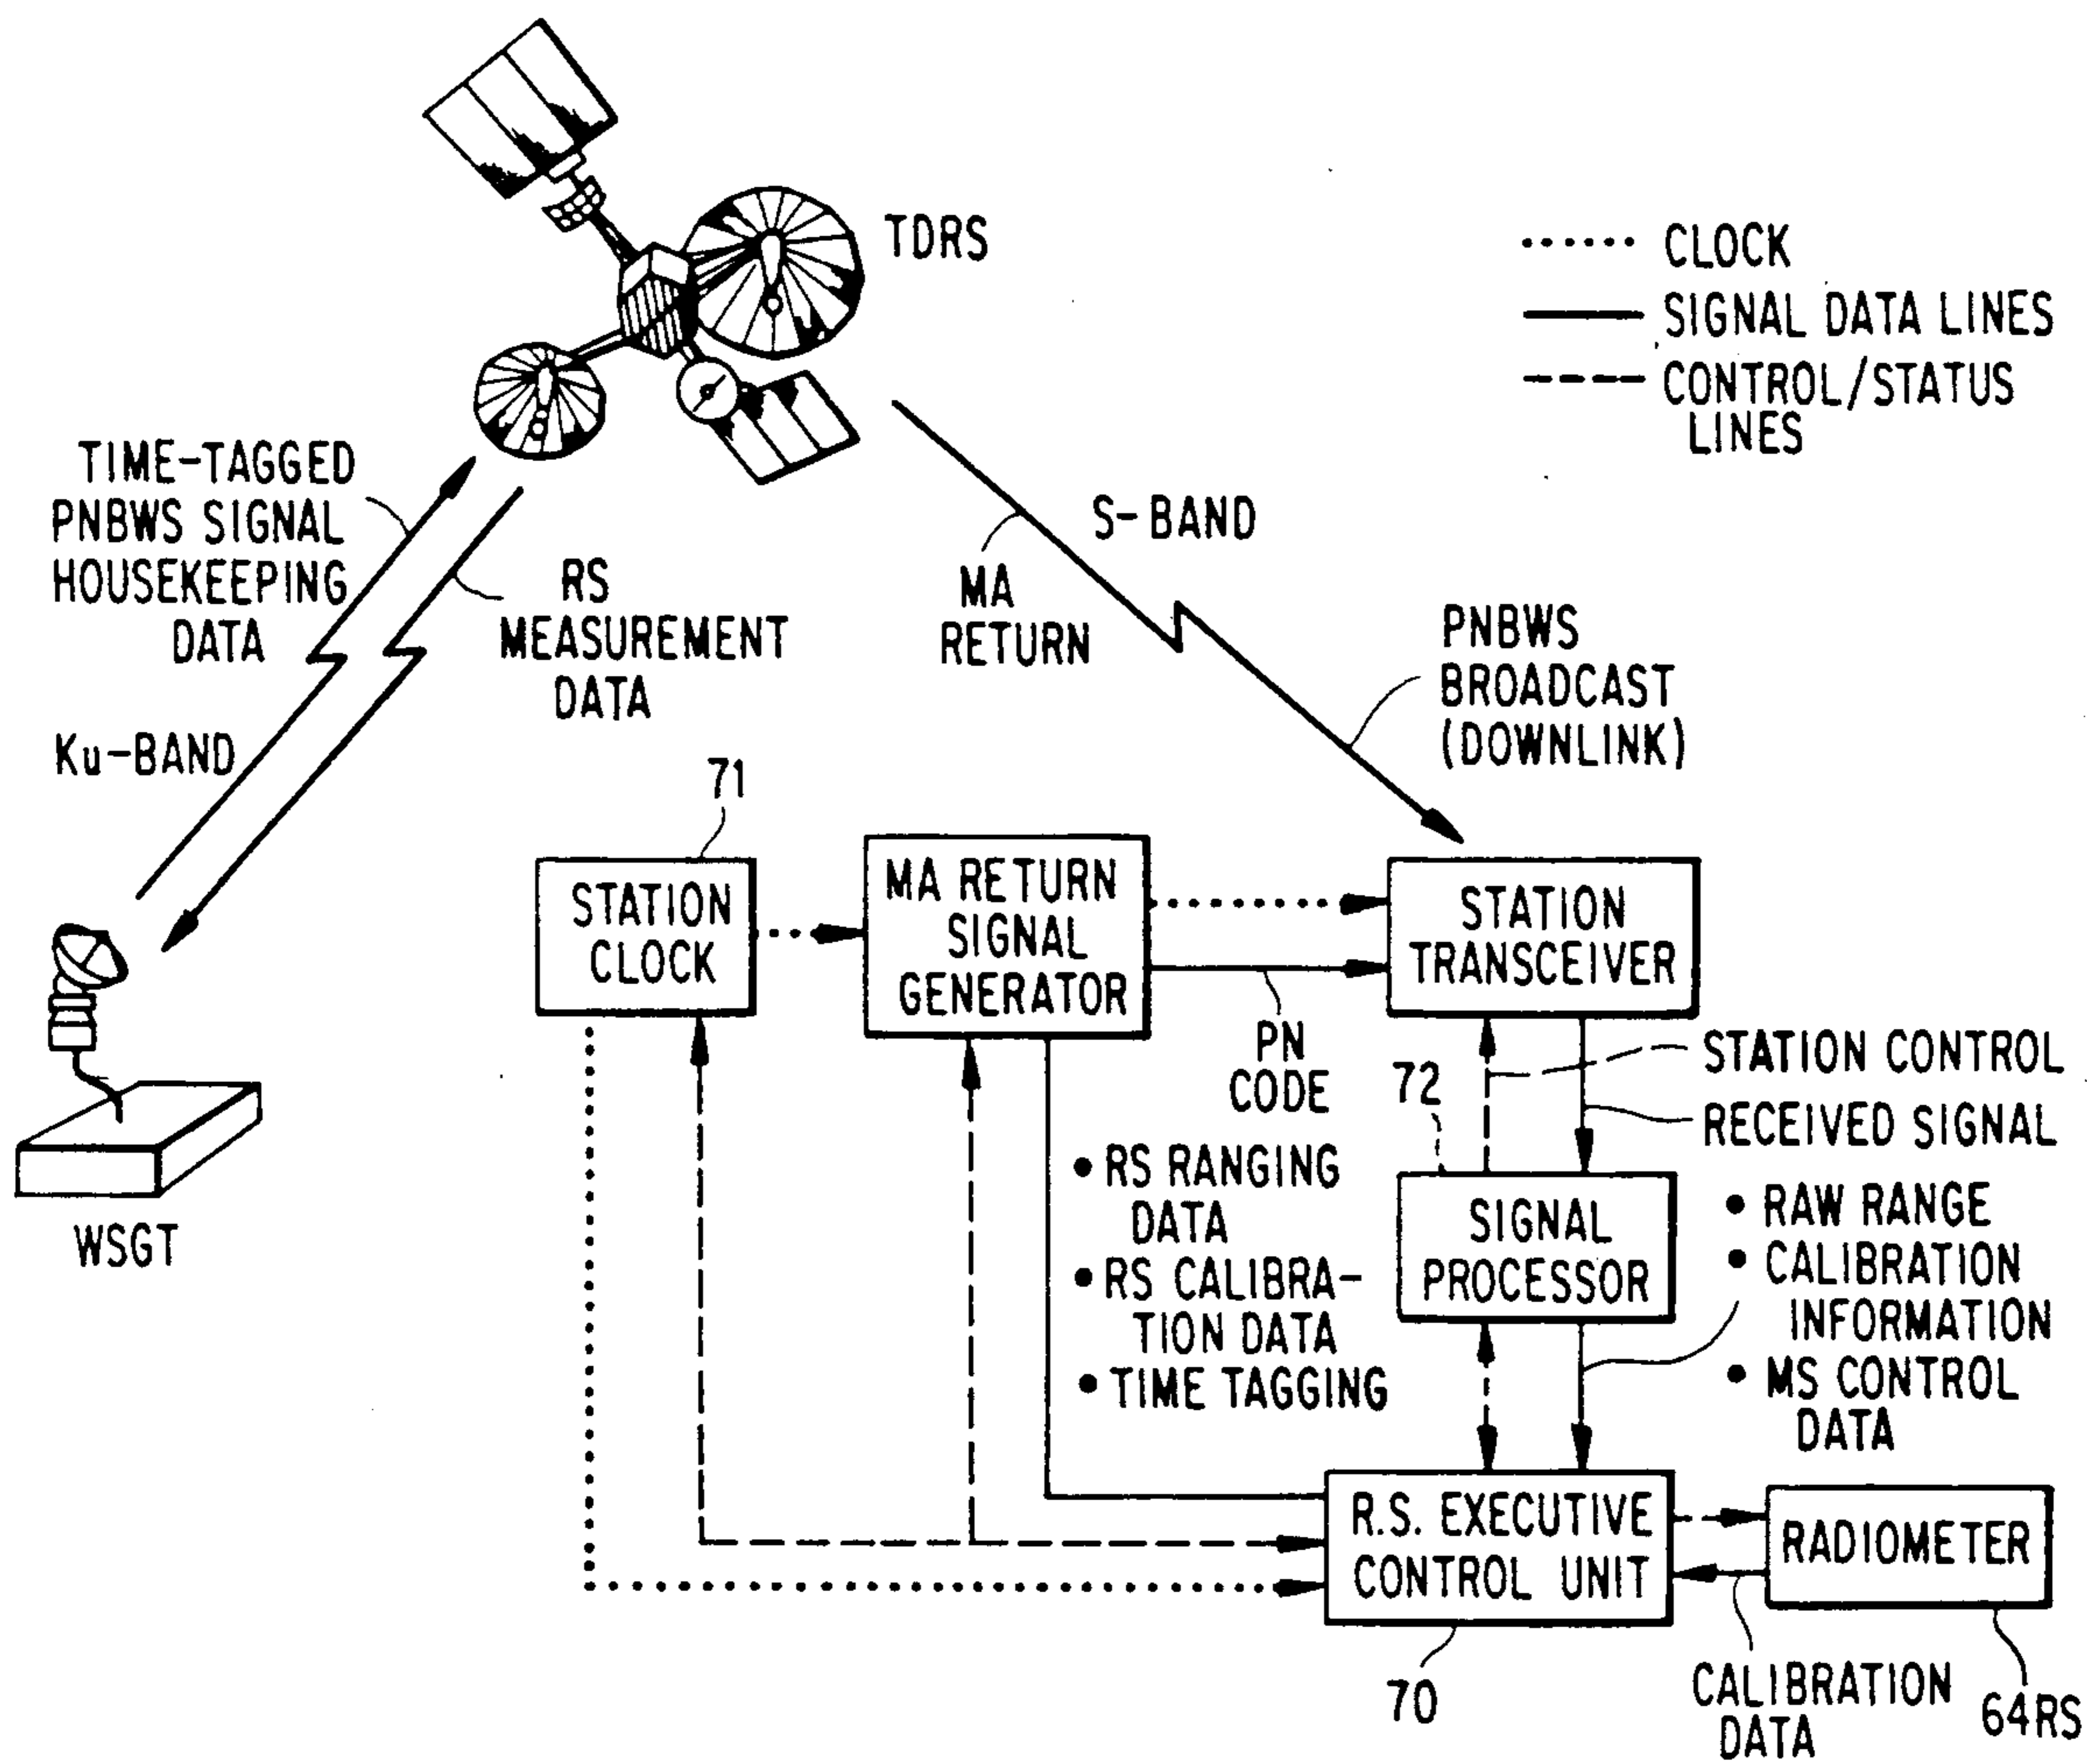 TDRS
CLOCK
SIGNAL DATA LINES
CONTROL/STATUS
LINES
TIME-TAGGED
PNBWS SIGNAL
HOUSEKEEPING
DATA
RS
MEASUREMENT
DATA
Ku-BAND
S-BAND
MA
RETURN
PNBWS
BROADCAST
(DOWNLINK)
WSGT
71
STATION
CLOCK
MA RETURN
SIGNAL
GENERATOR
STATION
TRANSCEIVER
PN
CODE
72
STATION CONTROL
RECEIVED SIGNAL
• RS RANGING
DATA
• RS CALIBRA-
TION DATA
• TIME TAGGING
SIGNAL
PROCESSOR
• RAW RANGE
• CALIBRATION
INFORMATION
• MS CONTROL
DATA
R.S. EXECUTIVE
CONTROL UNIT
RADIOMETER
70
CALIBRATION
DATA
64RS